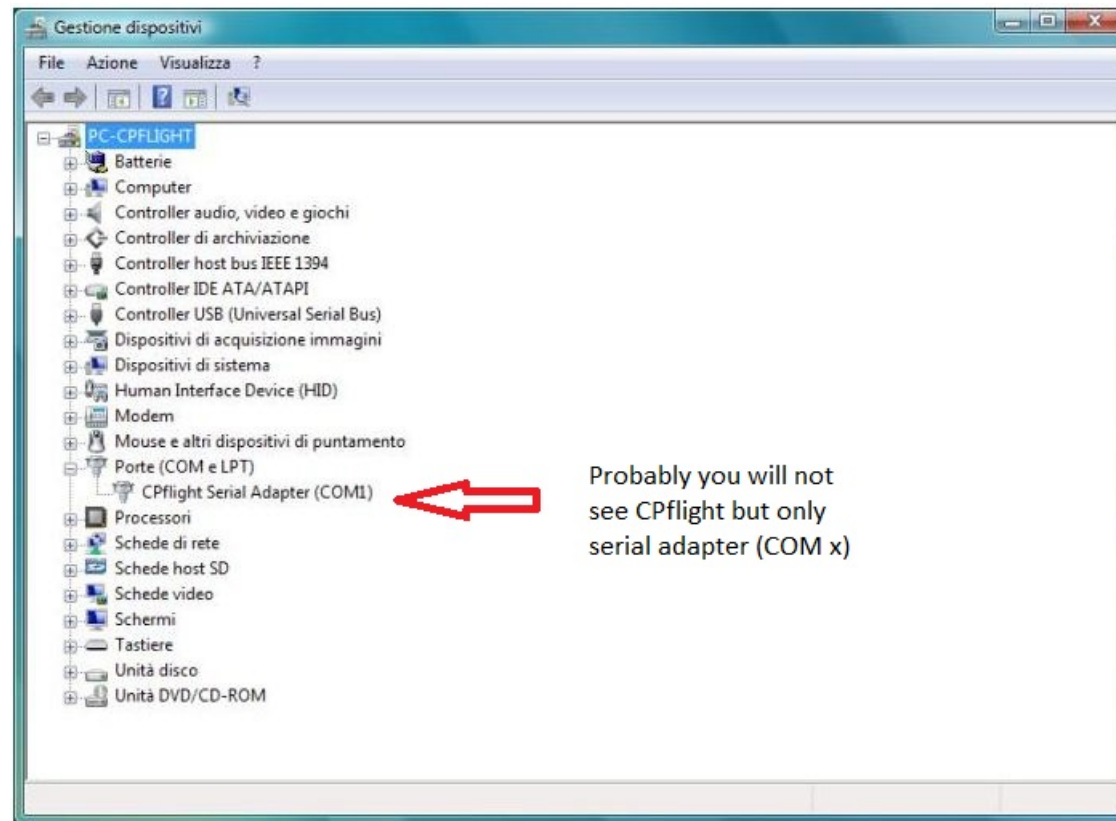 Gestione dispositivi
File Azione Visualizza ?
PC-CPFLIGHT
Batterie
Computer
Controller audio, video e giochi
Controller di archiviazione
Controller host bus IEEE 1394
Controller IDE ATA/ATAPI
Controller USB (Universal Serial Bus)
Dispositivi di acquisizione immagini
Dispositivi di sistema
Human Interface Device (HID)
Modem
Mouse e altri dispositivi di puntamento
Porte (COM e LPT)
CPflight Serial Adapter (COM1)
Processori
Schede di rete
Schede host SD
Schede video
Schermi
Tastiere
Unità disco
Unità DVD/CD-ROM
Probably you will not
see CPflight but only
serial adapter (COM x)